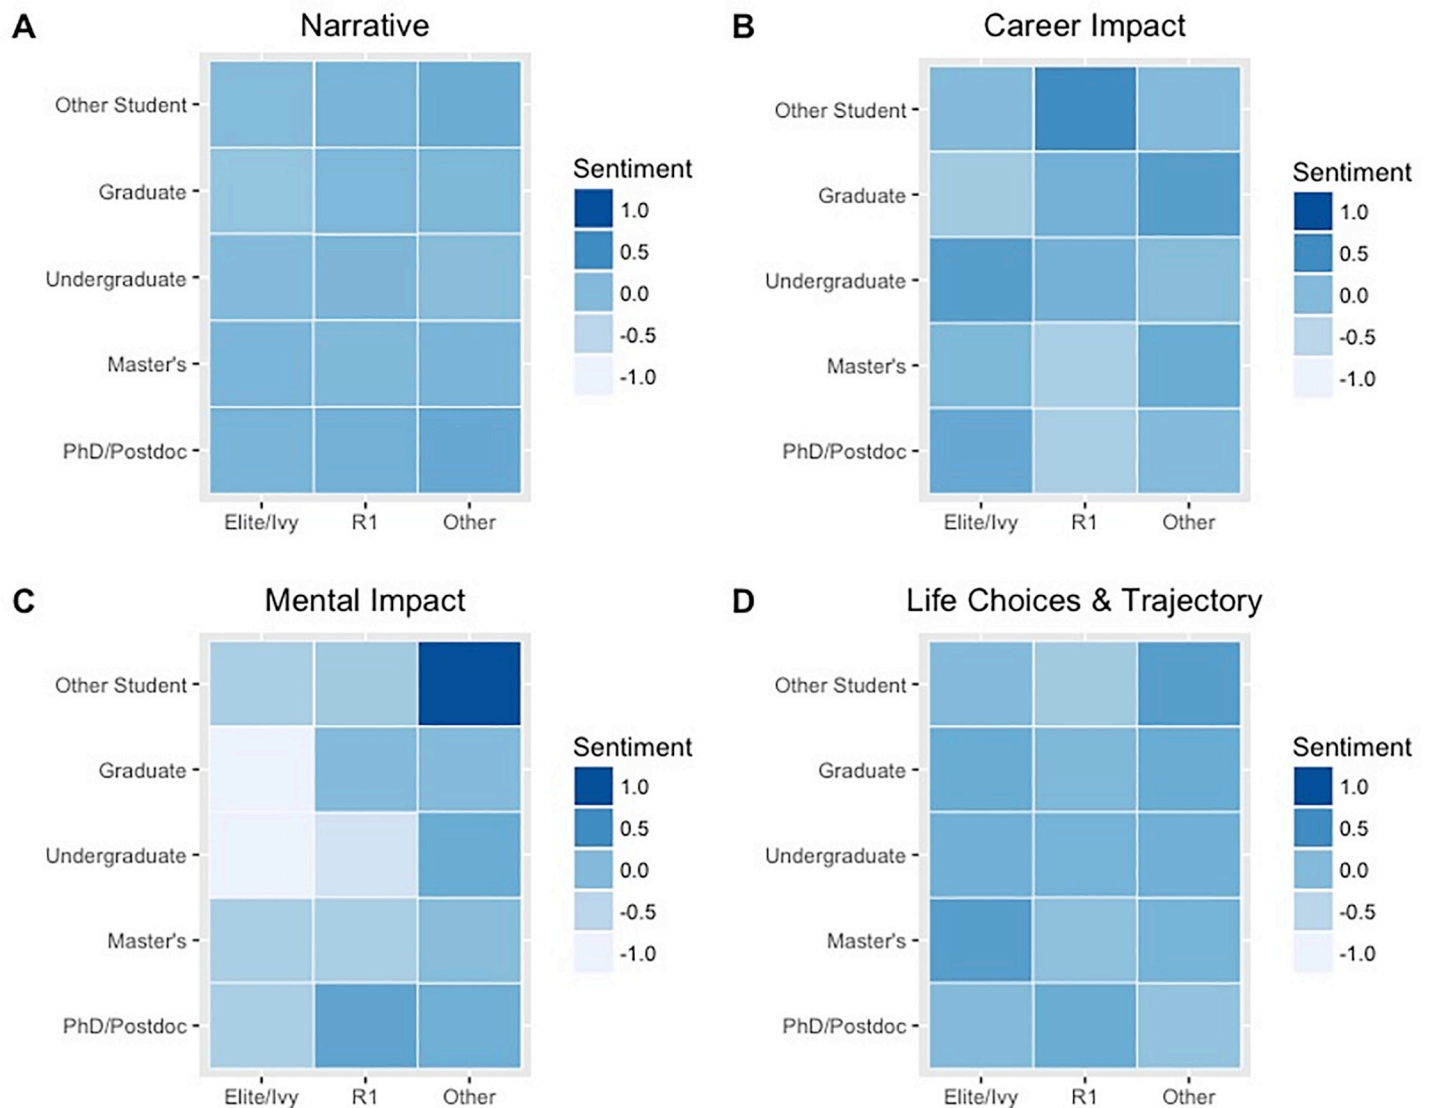 A
Narrative
Other Student
Graduate
Undergraduate
Master's
PhD/Postdoc
Elite/Ivy R1 Other
Sentiment
1.0
0.5
0.0
-0.5
-1.0
B
Career Impact
Other Student
Graduate
Undergraduate
Master's
PhD/Postdoc
Elite/Ivy R1 Other
Sentiment
1.0
0.5
0.0
-0.5
-1.0
C
Mental Impact
Other Student
Graduate
Undergraduate
Master's
PhD/Postdoc
Elite/Ivy R1 Other
Sentiment
1.0
0.5
0.0
-0.5
-1.0
D
Life Choices & Trajectory
Other Student
Graduate
Undergraduate
Master's
PhD/Postdoc
Elite/Ivy R1 Other
Sentiment
1.0
0.5
0.0
-0.5
-1.0